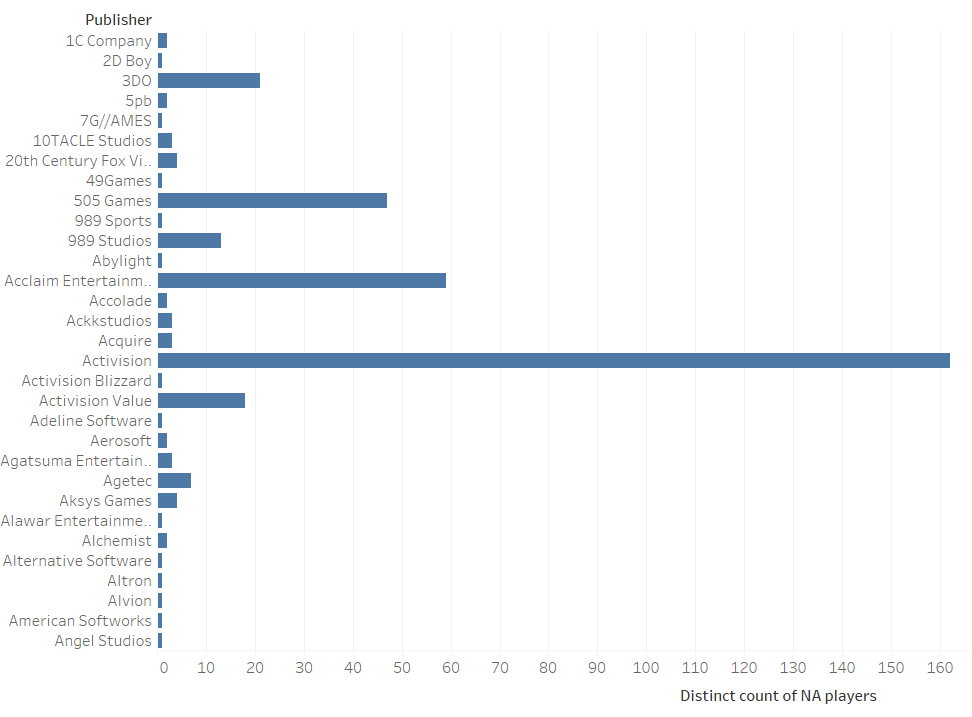 Publisher
1C Company
2D Boy
3DO
5pb
7G//AMES
10TACLE Studios
20th Century Fox Vi..
49Games
505 Games
989 Sports
989 Studios
Abylight
Acclaim Entertainm..
Accolade
Ackkstudios
Acquire
Activision
Activision Blizzard
Activision Value
Adeline Software
Aerosoft
Agatsuma Entertain..
Agetec
Aksys Games
Alawar Entertainme..
Alchemist
Alternative Software
Altron
Alvion
American Softworks
Angel Studios
0 10 20 30 40 50 60 70 80 90 100 110 120 130 140 150 160
Distinct count of NA players